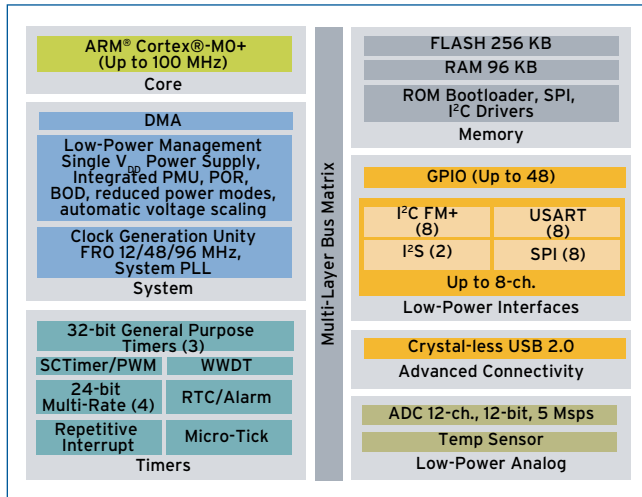 ARM® Cortex®-M0+
(Up to 100 MHz)
Core
DMA
Low-Power Management
Single VDD Power Supply,
Integrated PMU, POR,
BOD, reduced power modes,
automatic voltage scaling
Clock Generation Unity
FRO 12/48/96 MHz,
System PLL
System
32-bit General Purpose
Timers (3)
SCTimer/PWM
WWDT
24-bit
Multi-Rate (4)
RTC/Alarm
Repetitive
Interrupt
Micro-Tick
Timers
Multi-Layer Bus Matrix
FLASH 256 KB
RAM 96 KB
ROM Bootloader, SPI,
I²C Drivers
Memory
GPIO (Up to 48)
I²C FM+
(8)
USART
(8)
I²S (2)
SPI (8)
Up to 8-ch.
Low-Power Interfaces
Crystal-less USB 2.0
Advanced Connectivity
ADC 12-ch., 12-bit, 5 Msps
Temp Sensor
Low-Power Analog